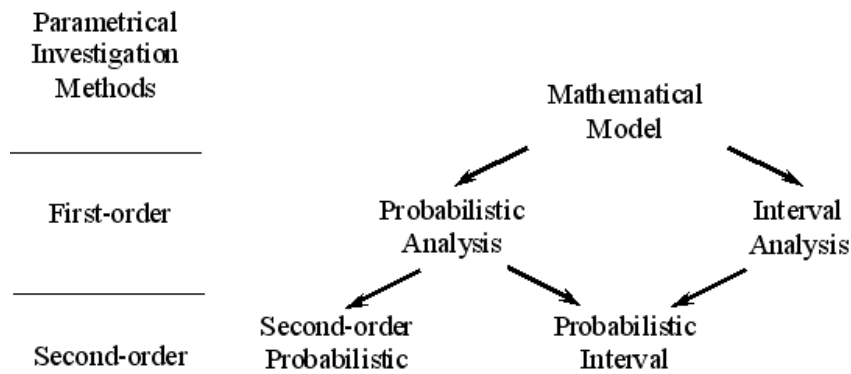 Parametrical
Investigation
Methods
Mathematical
Model
First-order
Probabilistic
Analysis
Interval
Analysis
Second-order
Second-order
Probabilistic
Probabilistic
Interval